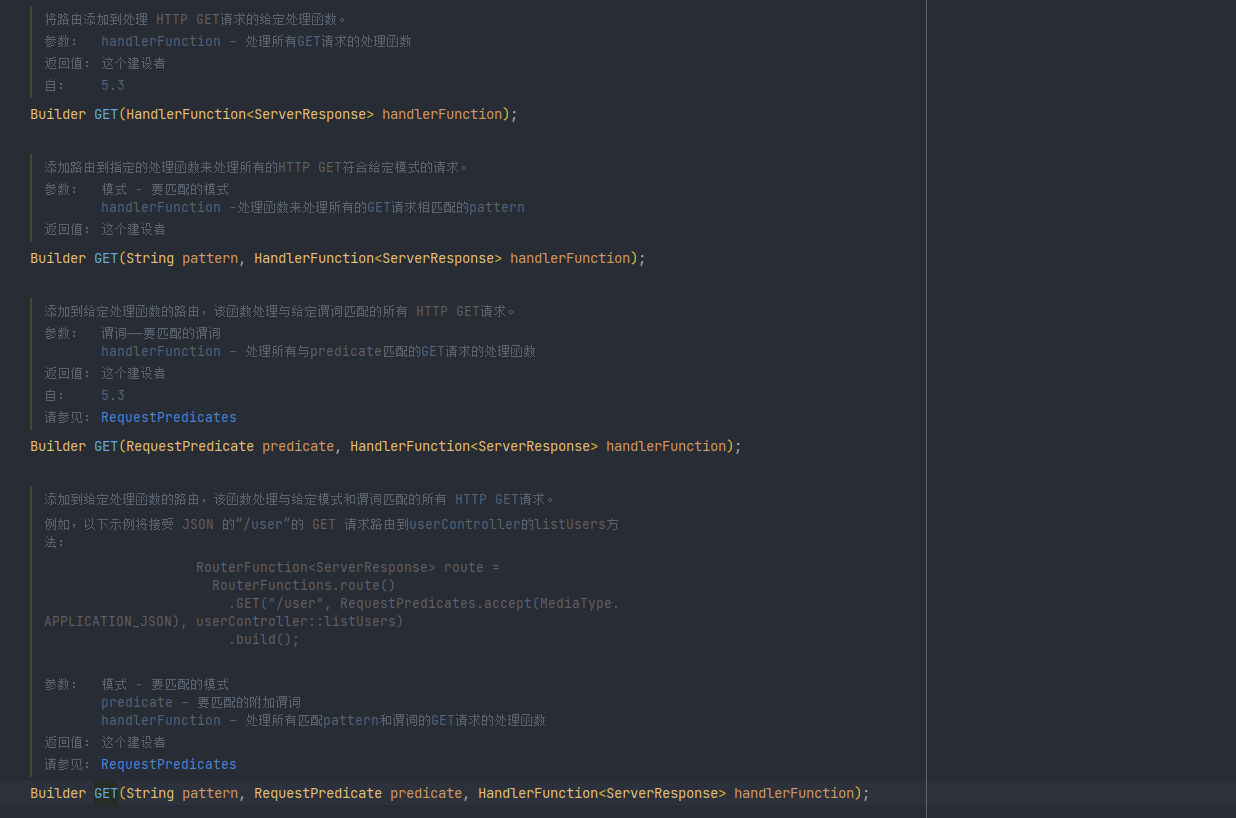 将路由添加到处理 HTTP GET请求的给定处理函数。
参数: handlerFunction – 处理所有GET请求的处理函数
返回值: 这个建设者
自: 5.3
Builder GET(HandlerFunction<ServerResponse> handlerFunction);
添加路由到指定的处理函数来处理所有的HTTP GET符合给定模式的请求。
参数: 模式 - 要匹配的模式
handlerFunction -处理函数来处理所有的GET请求相匹配的pattern
返回值: 这个建设者
Builder GET(String pattern, HandlerFunction<ServerResponse> handlerFunction);
添加到给定处理函数的路由，该函数处理与给定谓词匹配的所有 HTTP GET请求。
参数: 谓词——要匹配的谓词
handlerFunction – 处理所有与predicate匹配的GET请求的处理函数
返回值: 这个建设者
自: 5.3
请参见: RequestPredicates
Builder GET(RequestPredicate predicate, HandlerFunction<ServerResponse> handlerFunction);
添加到给定处理函数的路由，该函数处理与给定模式和谓词匹配的所有 HTTP GET请求。
例如，以下示例将接受 JSON 的“/user”的 GET 请求路由到userController的listUsers方
法:
RouterFunction<ServerResponse> route =
RouterFunctions.route()
.GET("/user", RequestPredicates.accept(MediaType.
APPLICATION_JSON), userController::listUsers)
.build();
参数: 模式 - 要匹配的模式
predicate – 要匹配的附加谓词
handlerFunction – 处理所有匹配pattern和谓词的GET请求的处理函数
返回值: 这个建设者
请参见: RequestPredicates
Builder GET(String pattern, RequestPredicate predicate, HandlerFunction<ServerResponse> handlerFunction);